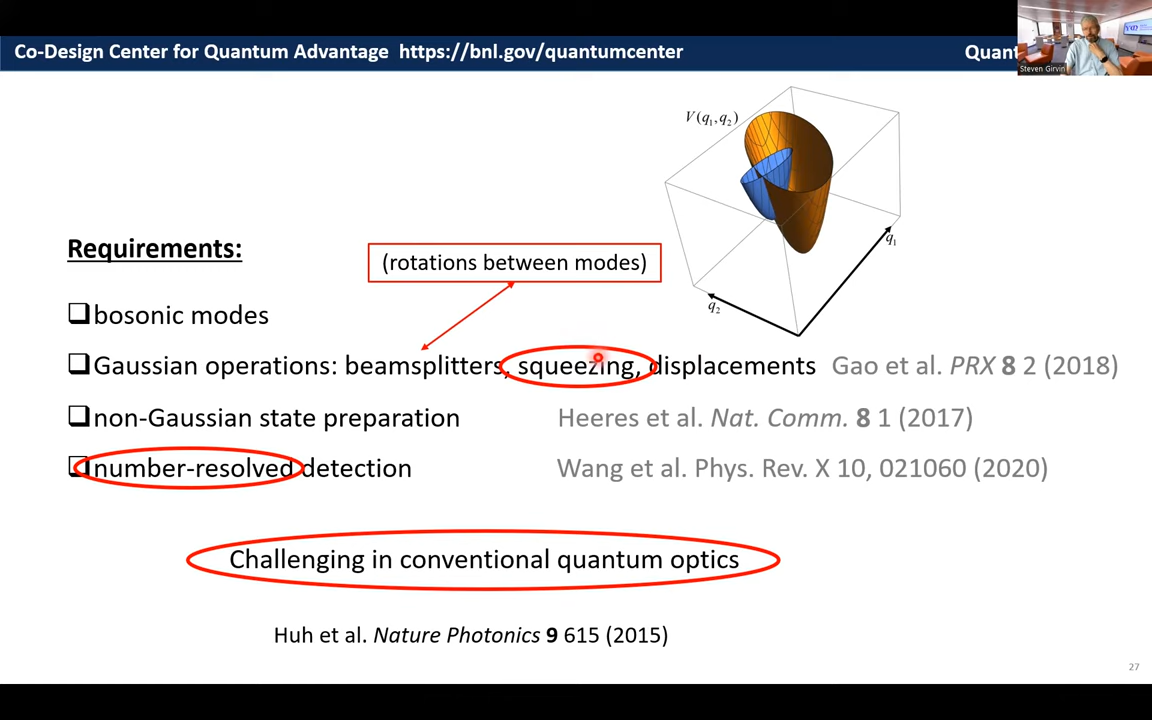 Co-Design Center for Quantum Advantage https://bnl.gov/quantumcenter
Steven Girvin
V(q1,q2)
q1
q2
Requirements:
(rotations between modes)
❑bosonic modes
❑Gaussian operations: beamsplitters, squeezing, displacements Gao et al. PRX 8 2 (2018)
❑non-Gaussian state preparation Heeres et al. Nat. Comm. 8 1 (2017)
❑number-resolved detection Wang et al. Phys. Rev. X 10, 021060 (2020)
Challenging in conventional quantum optics
Huh et al. Nature Photonics 9 615 (2015)
27